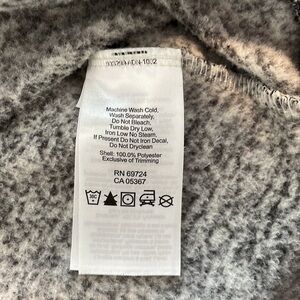 Machine Wash Cold,
Wash Separately,
Do Not Bleach,
Tumble Dry Low,
Iron Low No Steam,
If Present Do Not Iron Decal,
Do Not Dryclean
Shell: 100.0% Polyester
Exclusive of Trimming
RN 69724
CA 05367